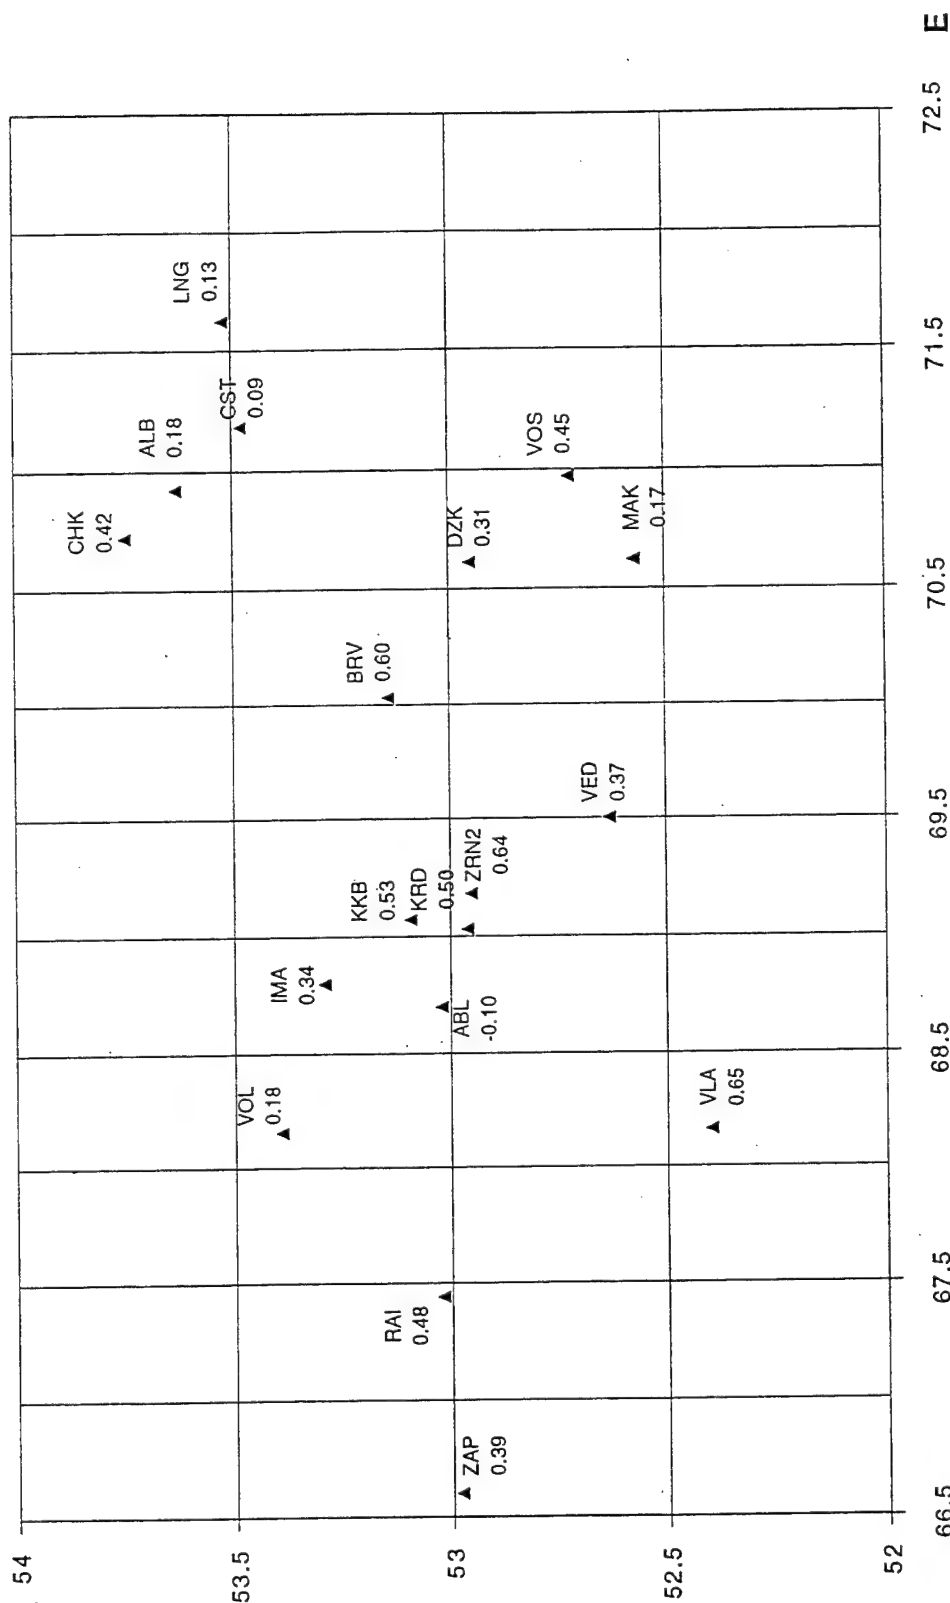 54
53.5
53
52.5
52
CHK
0.42
ALB
0.18
LNG
0.13
CST
0.09
VOL
0.18
IMA
0.34
BRV
0.60
KKB
0.53
KRD
0.50
ZRN2
0.64
DZK
0.31
VOS
0.45
MAK
0.17
VED
0.37
ABL
-0.10
RAI
0.48
ZAP
0.39
VLA
0.65
66.5
67.5
68.5
69.5
70.5
71.5
72.5
E